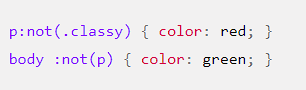 p:not(.classy) { color: red; }
body :not(p) { color: green; }